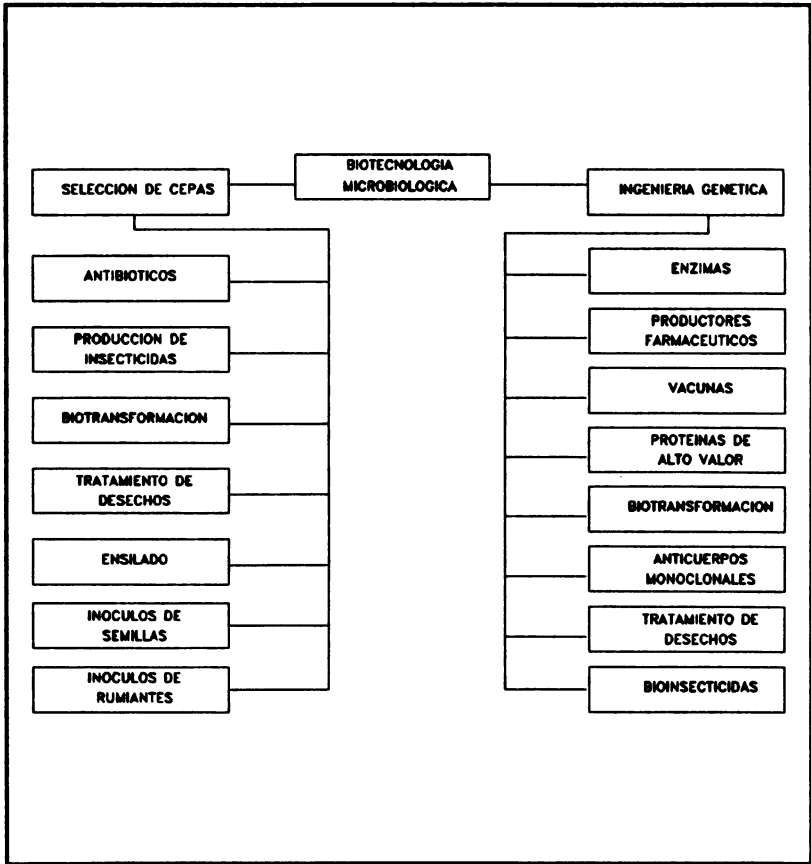 BIOTECNOLOGIA
MICROBIOLOGICA
SELECCION DE CEPAS
ANTIBIOTICOS
PRODUCCION DE
INSECTICIDAS
BIOTRANSFORMACION
TRATAMIENTO DE
DESECHOS
ENSILADO
INOCULOS DE
SEMILLAS
INOCULOS DE
RUMIANTES
INGENIERIA GENETICA
ENZIMAS
PRODUCTORES
FARMACEUTICOS
VACUNAS
PROTEINAS DE
ALTO VALOR
BIOTRANSFORMACION
ANTICUERPOS
MONOCLONALES
TRATAMIENTO DE
DESECHOS
BIOINSECTICIDAS